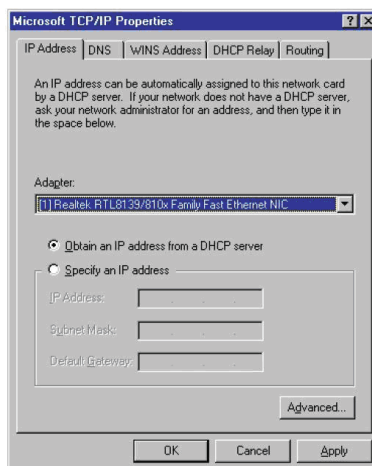 Microsoft TCP/IP Properties
IP Address DNS WINS Address DHCP Relay Routing
An IP address can be automatically assigned to this network card
by a DHCP server. If your network does not have a DHCP server,
ask your network administrator for an address, and then type it in
the space below.
Adapter:
[1] Realtek RTL8139/810x Family Fast Ethernet NIC
Obtain an IP address from a DHCP server
Specify an IP address
IP Address:
Subnet Mask:
Default Gateway:
Advanced...
OK Cancel Apply